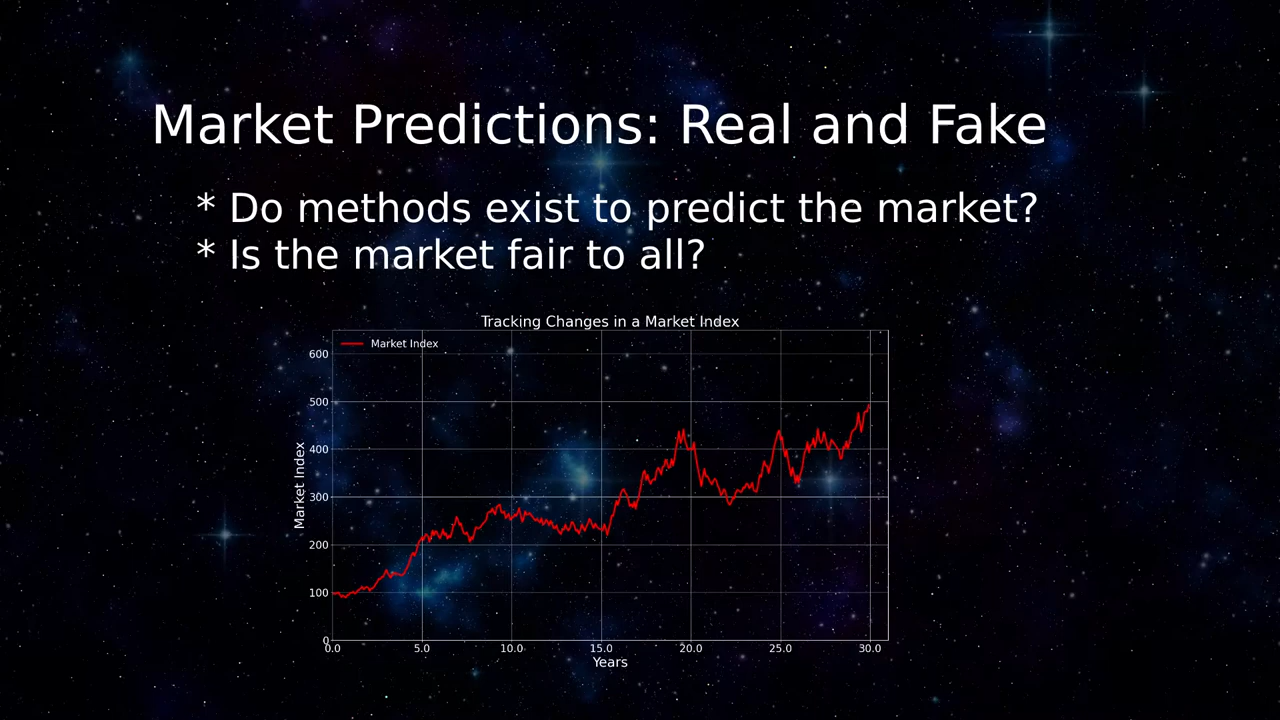 Market Predictions: Real and Fake
* Do methods exist to predict the market?
* Is the market fair to all?
Tracking Changes in a Market Index
Market Index
600
500
400
300
200
100
0
Market Index
0.0 5.0 10.0 15.0 20.0 25.0 30.0
Years